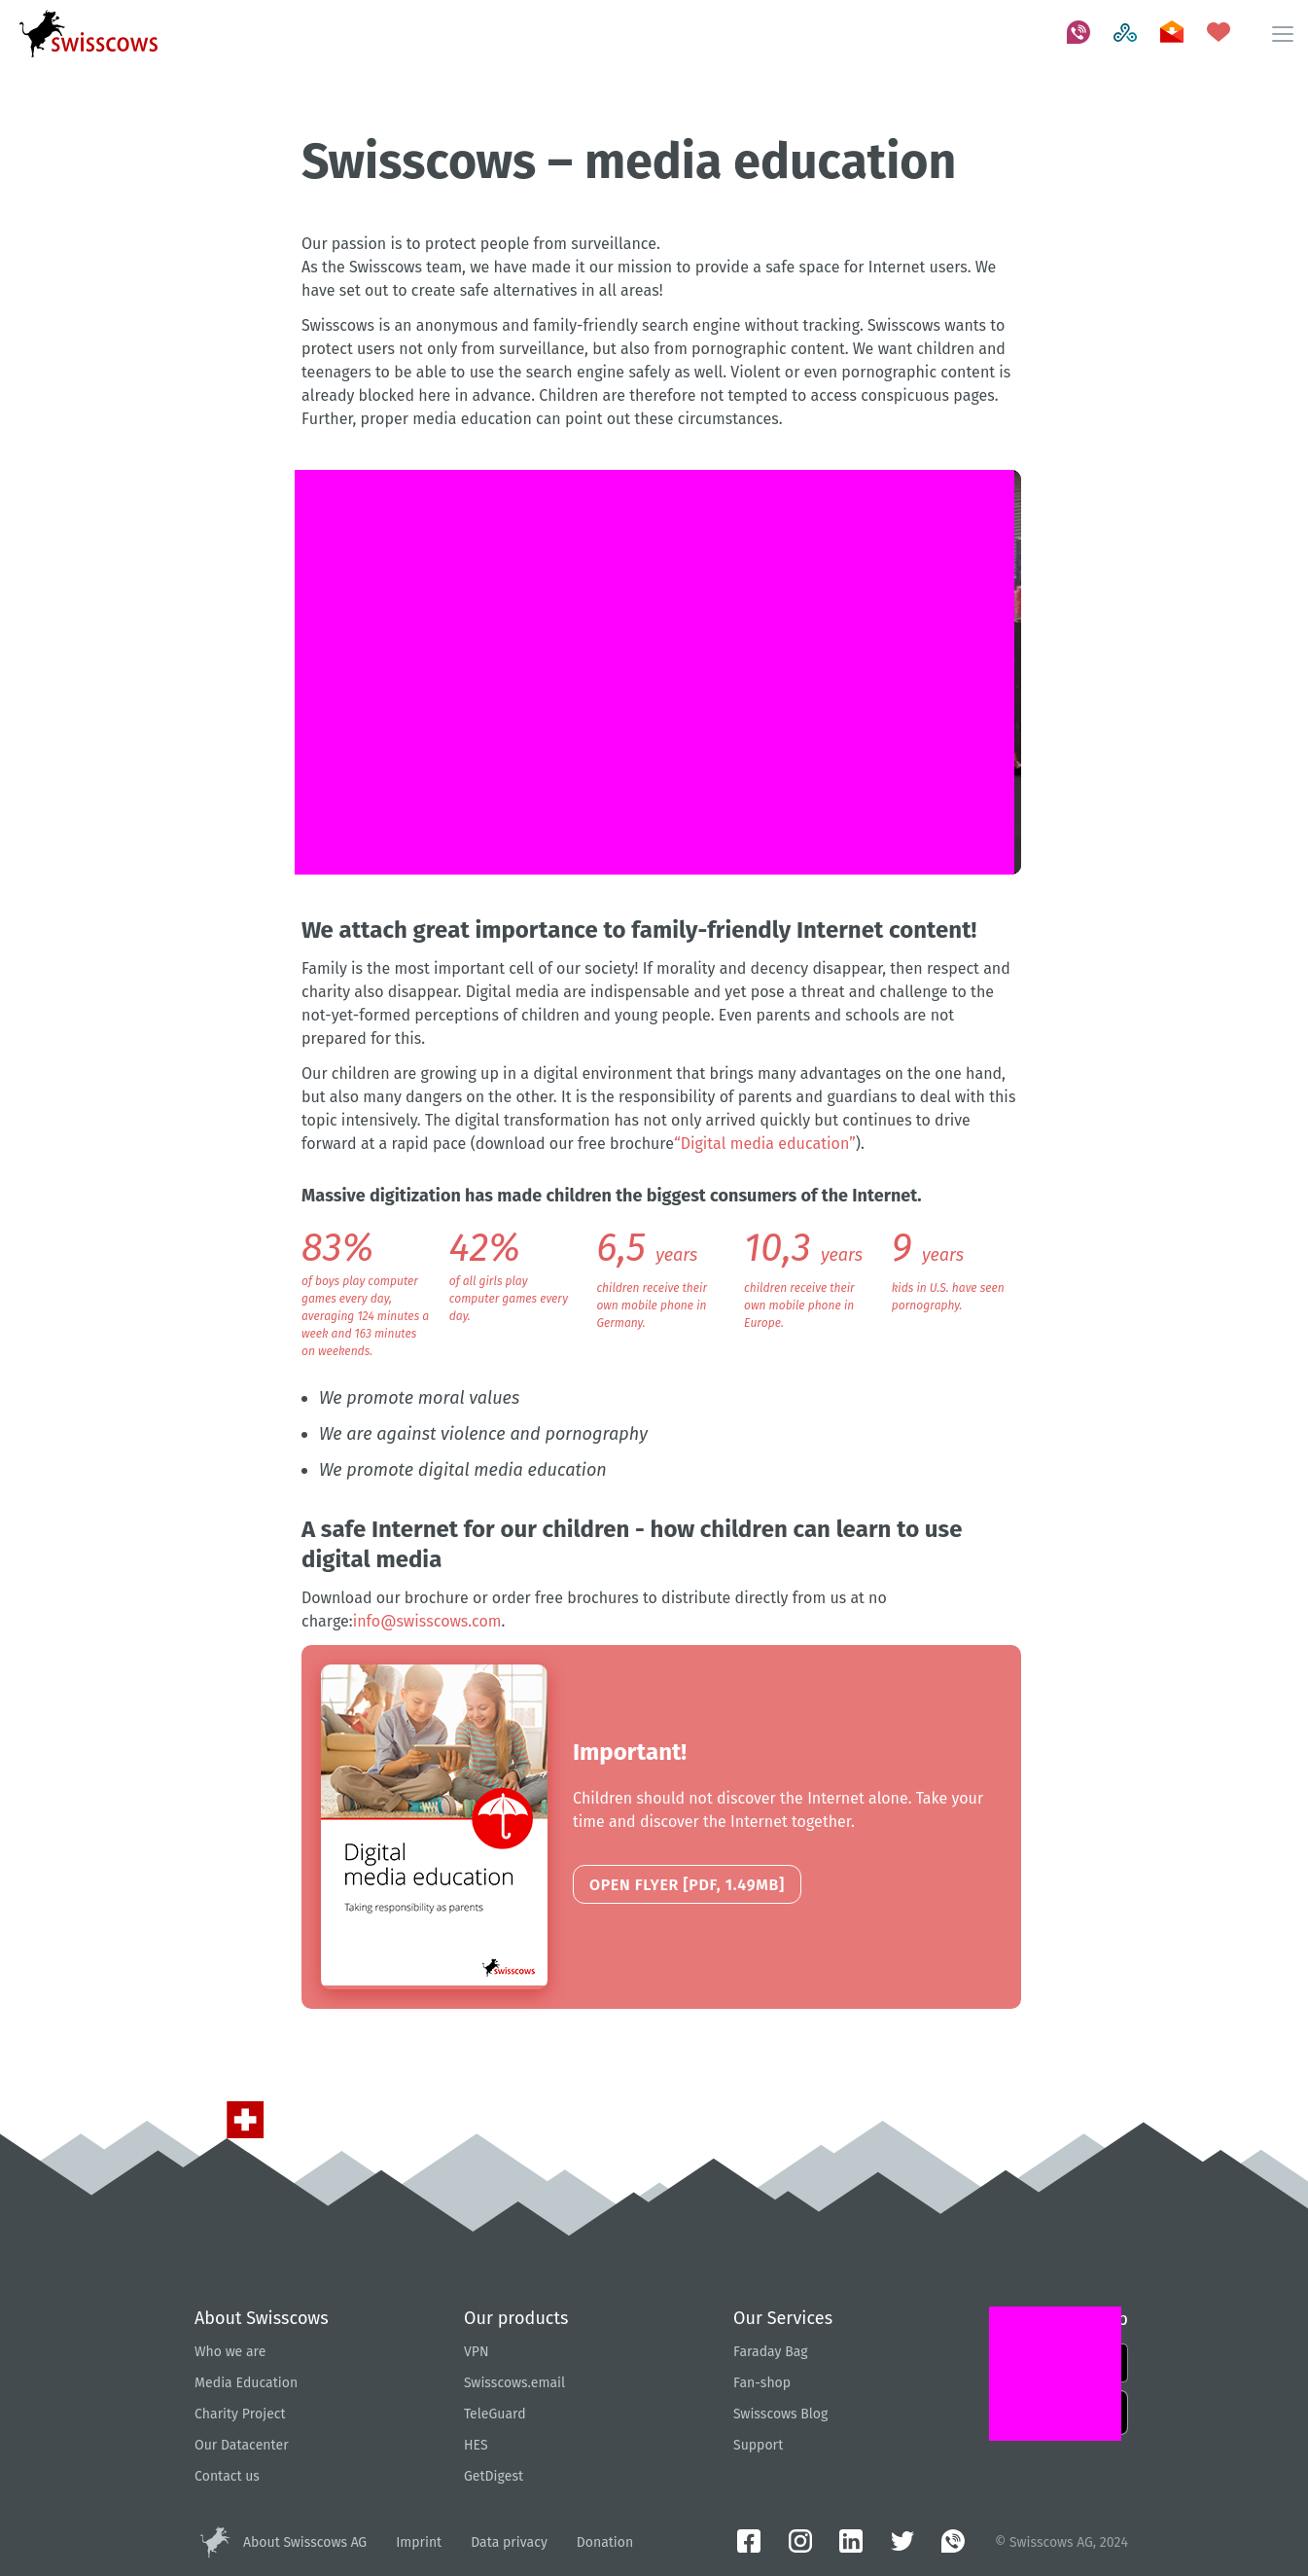 swisscows
Swisscows – media education
Our passion is to protect people from surveillance.
As the Swisscows team, we have made it our mission to provide a safe space for Internet users. We
have set out to create safe alternatives in all areas!
Swisscows is an anonymous and family-friendly search engine without tracking. Swisscows wants to
protect users not only from surveillance, but also from pornographic content. We want children and
teenagers to be able to use the search engine safely as well. Violent or even pornographic content is
already blocked here in advance. Children are therefore not tempted to access conspicuous pages.
Further, proper media education can point out these circumstances.
We attach great importance to family-friendly Internet content!
Family is the most important cell of our society! If morality and decency disappear, then respect and
charity also disappear. Digital media are indispensable and yet pose a threat and challenge to the
not-yet-formed perceptions of children and young people. Even parents and schools are not
prepared for this.
Our children are growing up in a digital environment that brings many advantages on the one hand,
but also many dangers on the other. It is the responsibility of parents and guardians to deal with this
topic intensively. The digital transformation has not only arrived quickly but continues to drive
forward at a rapid pace (download our free brochure“Digital media education”).
Massive digitization has made children the biggest consumers of the Internet.
83%
of boys play computer
games every day,
averaging 124 minutes a
week and 163 minutes
on weekends.
42%
of all girls play
computer games every
day.
6,5 years
children receive their
own mobile phone in
Germany.
10,3 years
children receive their
own mobile phone in
Europe.
9 years
kids in U.S. have seen
pornography.
We promote moral values
We are against violence and pornography
We promote digital media education
A safe Internet for our children - how children can learn to use
digital media
Download our brochure or order free brochures to distribute directly from us at no
charge:info@swisscows.com.
Digital
media education
Taking responsibility as parents
swisscows
Important!
Children should not discover the Internet alone. Take your
time and discover the Internet together.
OPEN FLYER [PDF, 1.49MB]
About Swisscows
Who we are
Media Education
Charity Project
Our Datacenter
Contact us
Our products
VPN
Swisscows.email
TeleGuard
HES
GetDigest
Our Services
Faraday Bag
Fan-shop
Swisscows Blog
Support
About Swisscows AG
Imprint
Data privacy
Donation
© Swisscows AG, 2024